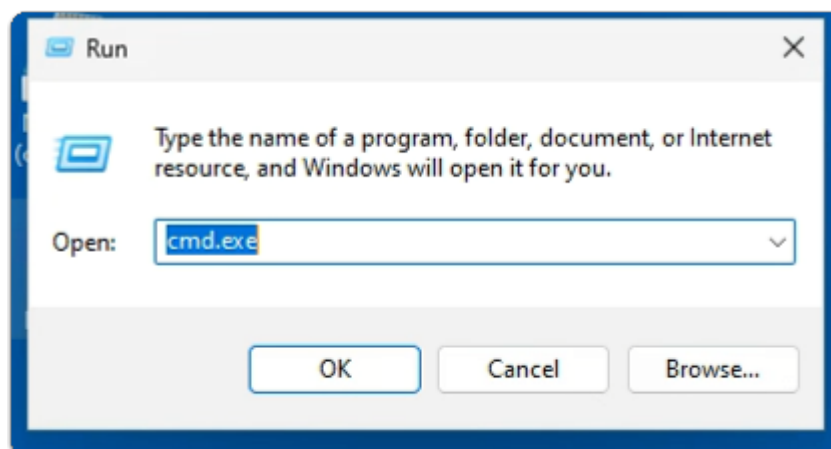 Run
Type the name of a program, folder, document, or Internet
resource, and Windows will open it for you.
Open: cmd.exe
OK Cancel Browse...